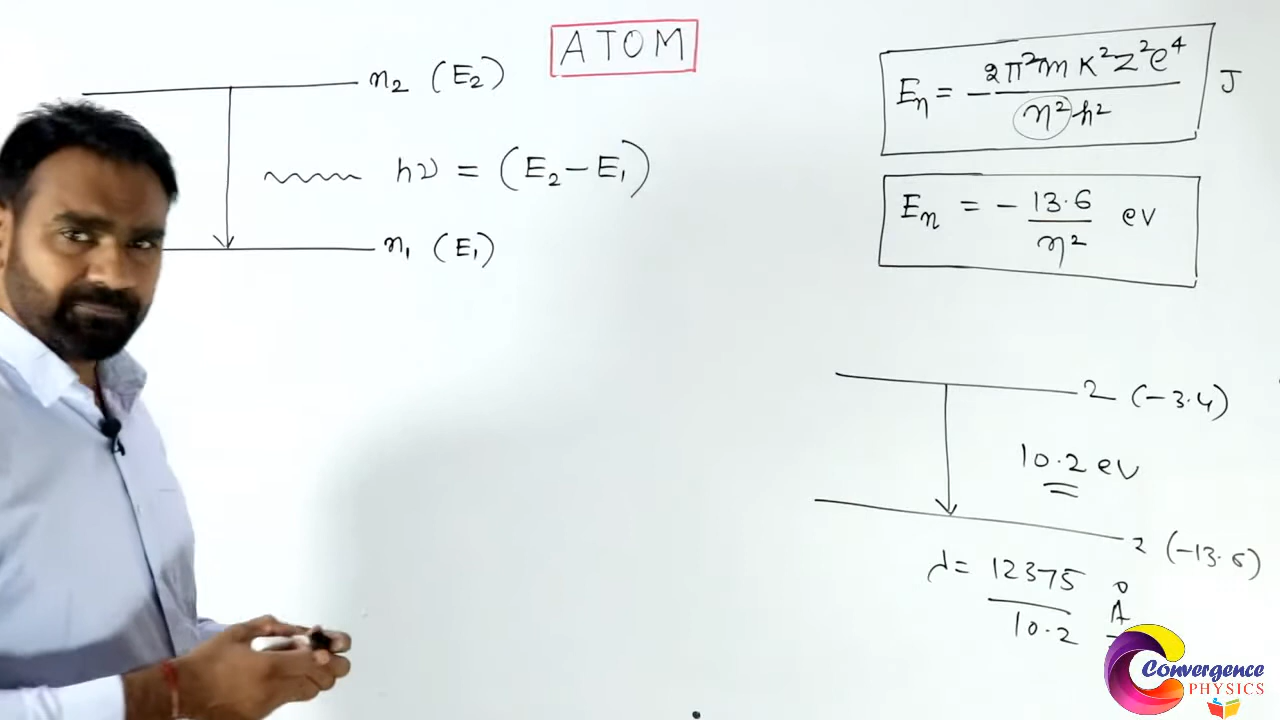 ATOM
n₂ (E₂)
hν = (E₂ − E₁)
n₁ (E₁)
Eₙ = − 2π²mK²Z²e⁴ / n²h² J
Eₙ = − 13.6 / n² eV
2 (−3.4)
10.2 eV
2 (−13.6)
λ = 12375 / 10.2 Å
Convergence
PHYSICS